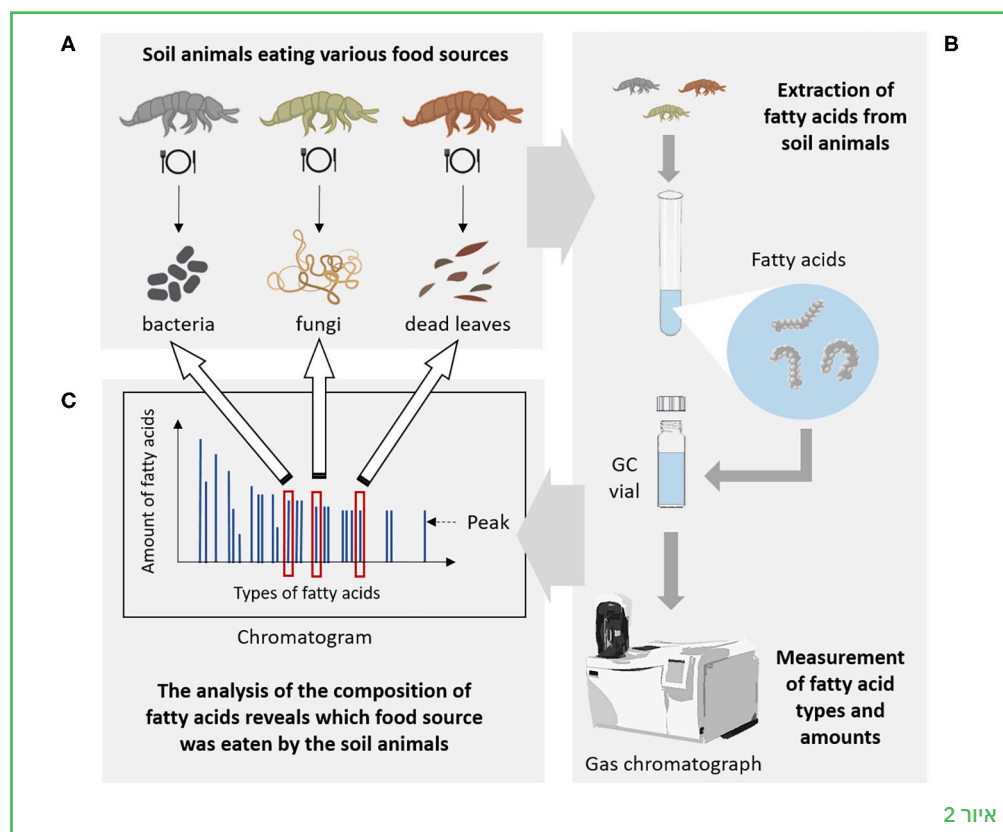 A
Soil animals eating various food sources
bacteria
fungi
dead leaves
B
Extraction of
fatty acids from
soil animals
Fatty acids
GC
vial
Measurement
of fatty acid
types and
amounts
Gas chromatograph
C
Amount of fatty acids
Peak
Types of fatty acids
Chromatogram
The analysis of the composition of
fatty acids reveals which food source
was eaten by the soil animals
איור 2